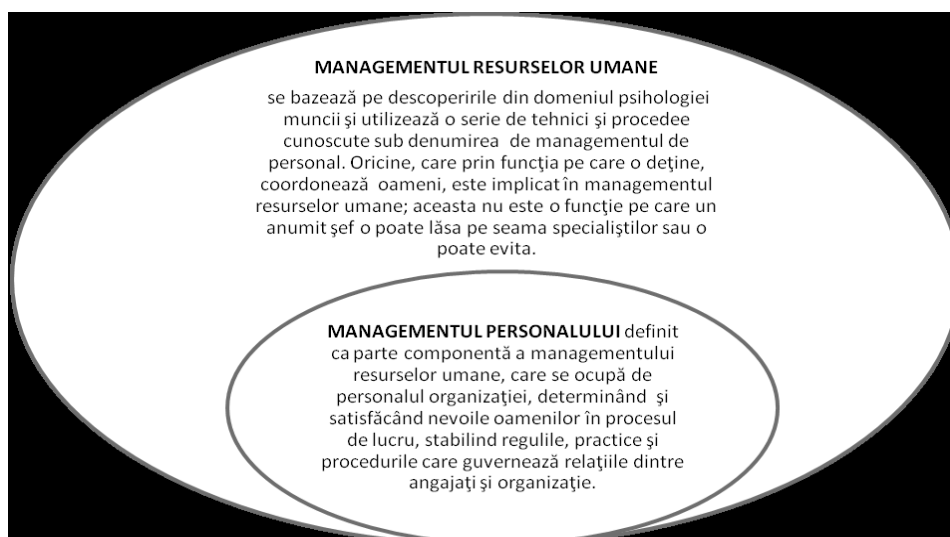 MANAGEMENTUL RESURSELOR UMANE
se bazează pe descoperirile din domeniul psihologiei
muncii şi utilizează o serie de tehnici şi procedee
cunoscute sub denumirea de managementul de
personal. Oricine, care prin funcţia pe care o deţine,
coordonează oameni, este implicat în managementul
resurselor umane; aceasta nu este o funcţie pe care un
anumit şef o poate lăsa pe seama specialiştilor sau o
poate evita.
MANAGEMENTUL PERSONALULUI definit
ca parte componentă a managementului
resurselor umane, care se ocupă de
personalul organizaţiei, determinând şi
satisfăcând nevoile oamenilor în procesul
de lucru, stabilind regulile, practice şi
procedurile care guvernează relaţiile dintre
angajaţi şi organizaţie.